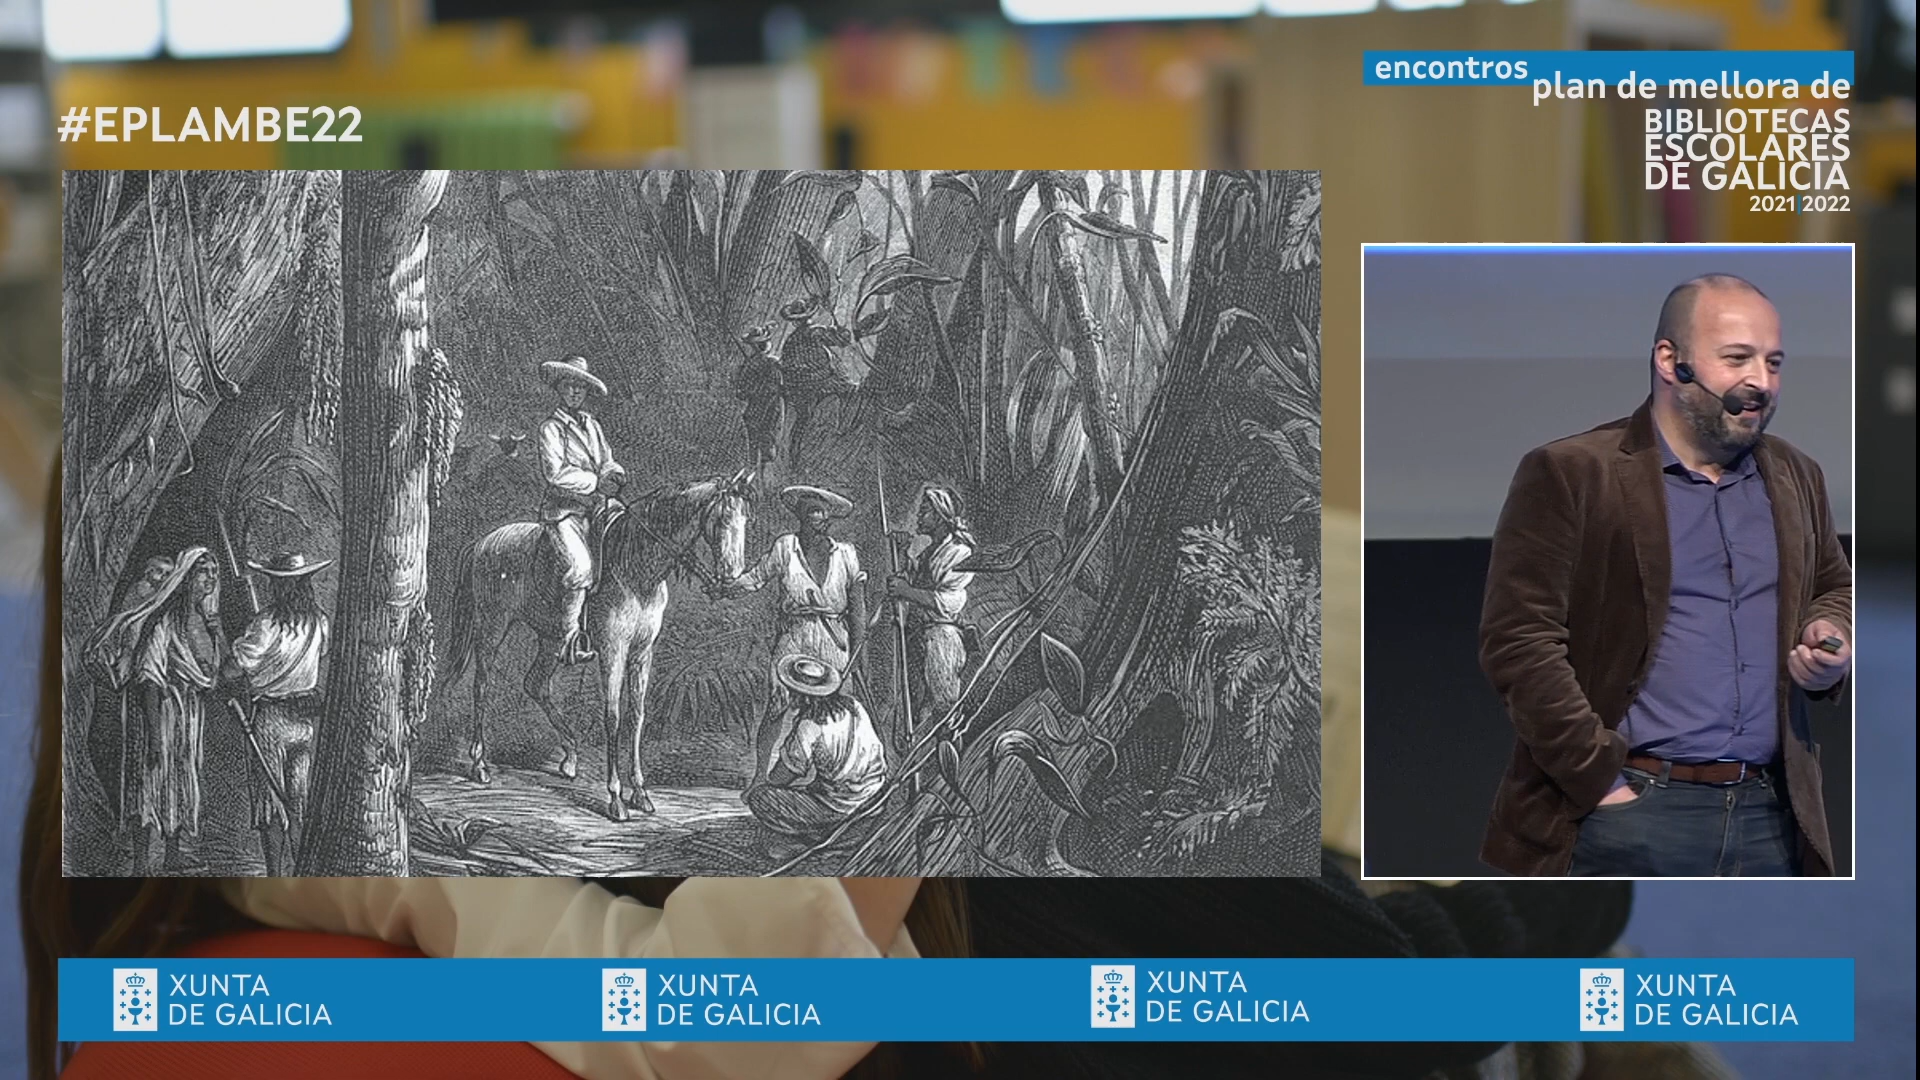 #EPLAMBE22
encontros
plan de mellora de
BIBLIOTECAS
ESCOLARES
DE GALICIA
2021|2022
XUNTA
DE GALICIA
XUNTA
DE GALICIA
XUNTA
DE GALICIA
XUNTA
DE GALICIA